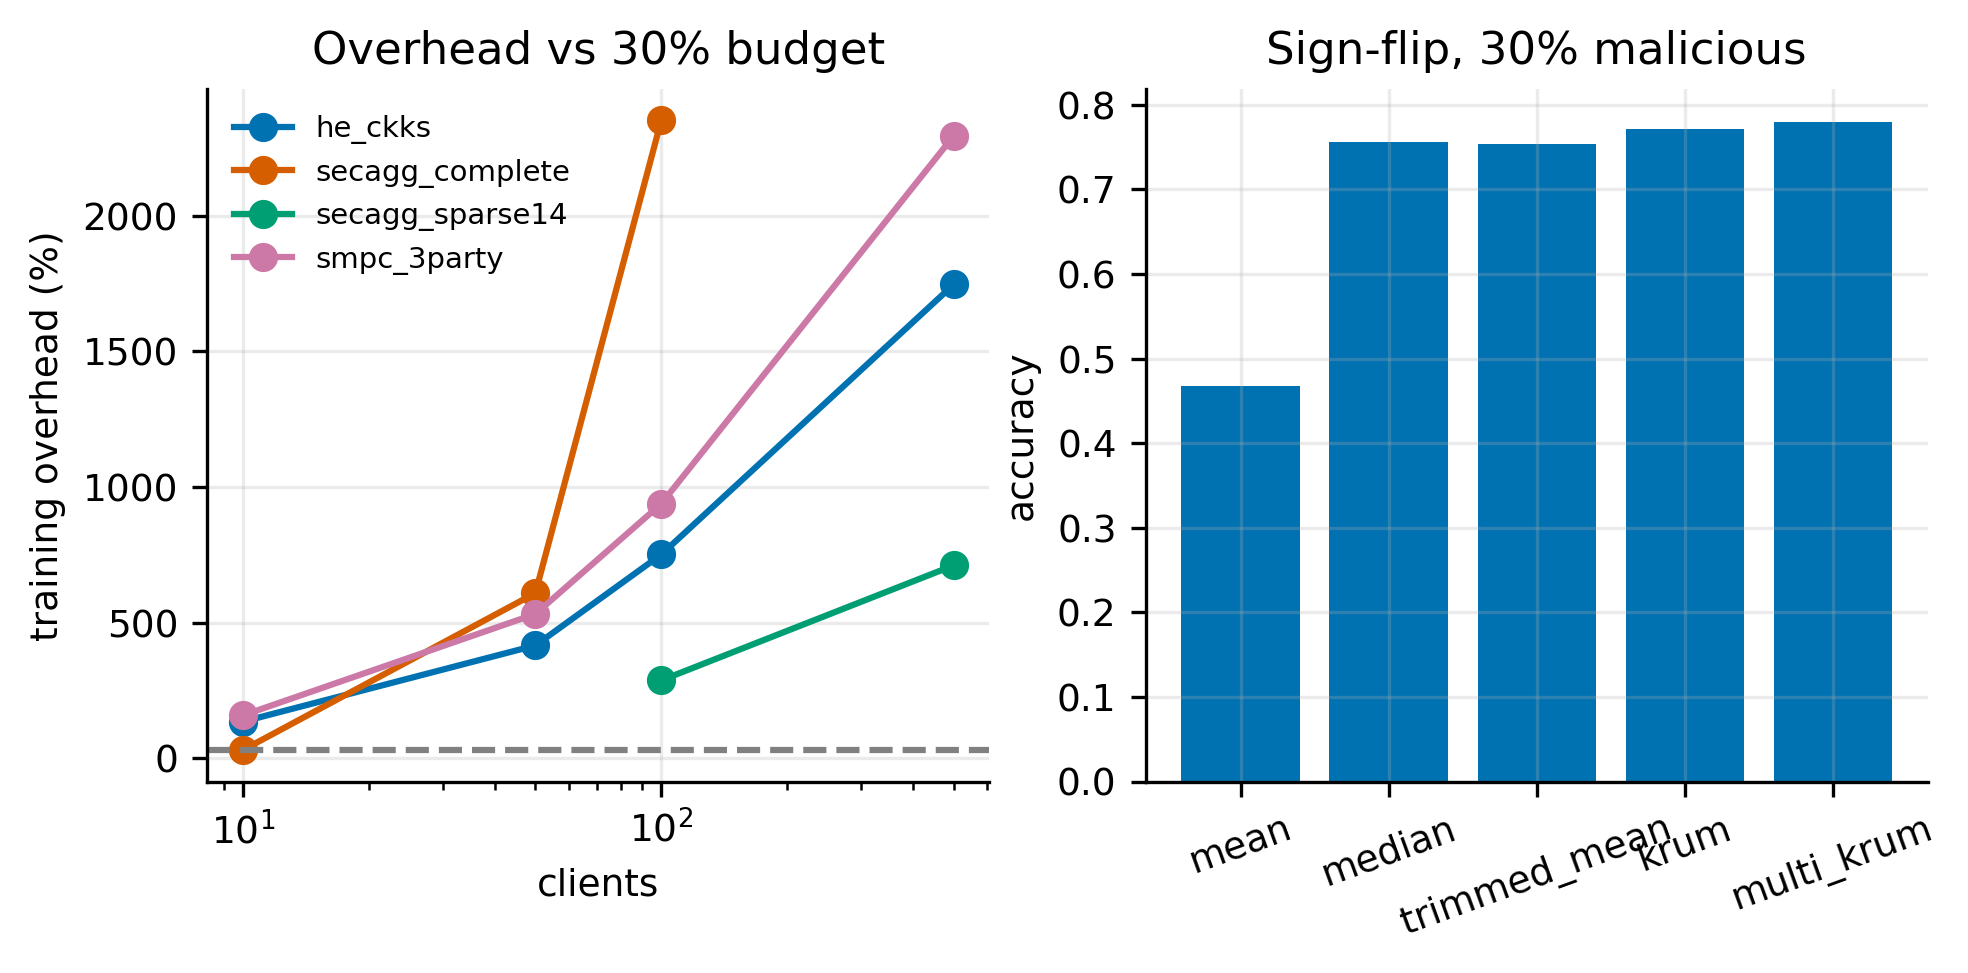 Overhead vs 30% budget
he_ckks
secagg_complete
secagg_sparse14
smpc_3party
training overhead (%)
2000
1500
1000
500
0
10¹
10²
clients
Sign-flip, 30% malicious
accuracy
0.8
0.7
0.6
0.5
0.4
0.3
0.2
0.1
0.0
mean
median
trimmed_mean
krum
multi_krum